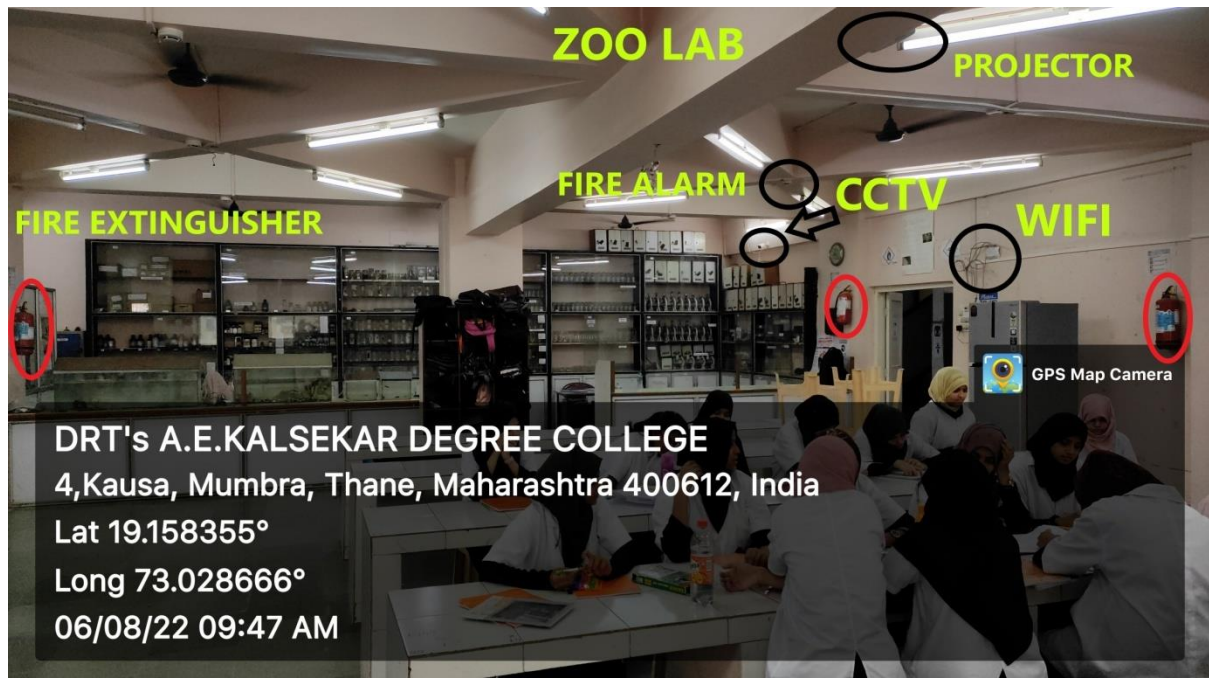 ZOO LAB
PROJECTOR
FIRE ALARM
CCTV
FIRE EXTINGUISHER
WIFI
GPS Map Camera
DRT's A.E.KALSEKAR DEGREE COLLEGE
4,Kausa, Mumbra, Thane, Maharashtra 400612, India
Lat 19.158355°
Long 73.028666°
06/08/22 09:47 AM